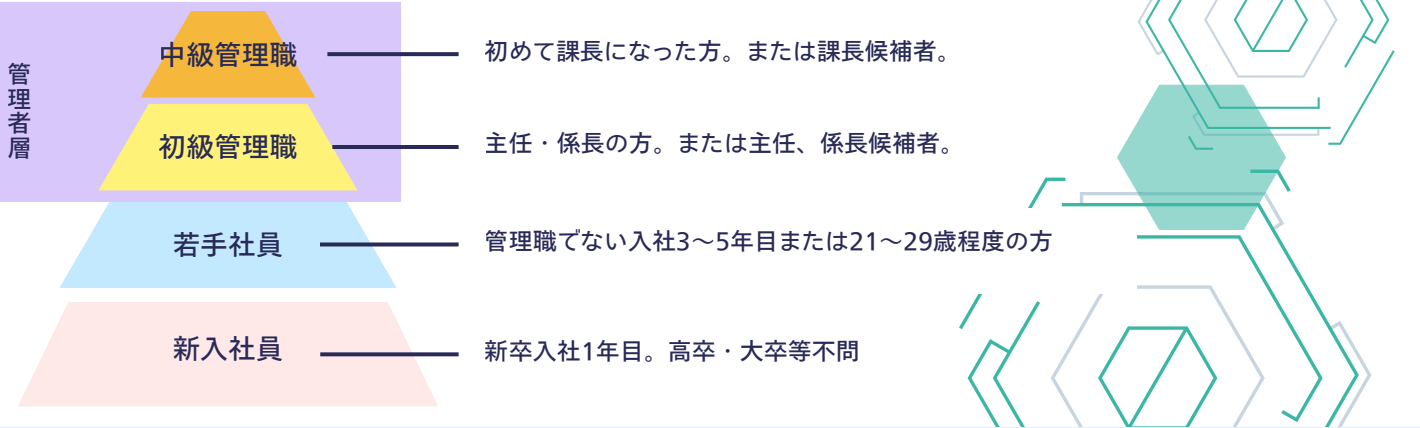 管理者層
中級管理職
初めて課長になった方。または課長候補者。
初級管理職
主任・係長の方。または主任、係長候補者。
若手社員
管理職でない入社3～5年目または21～29歳程度の方
新入社員
新卒入社1年目。高卒・大卒等不問